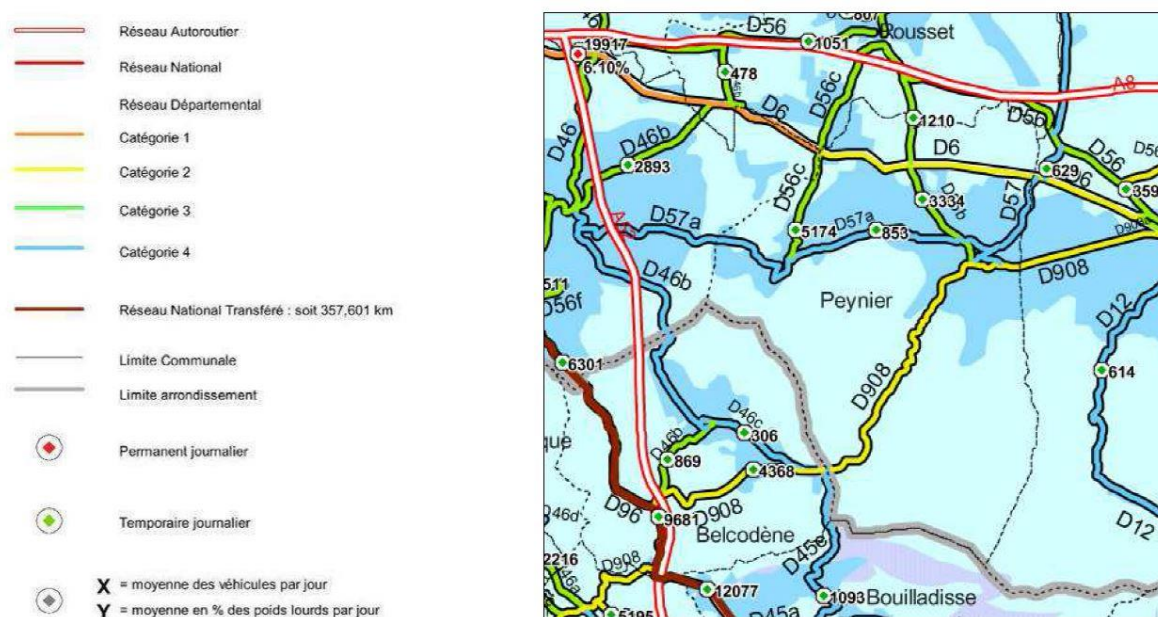 Réseau Autoroutier
Réseau National
Réseau Départemental
Catégorie 1
Catégorie 2
Catégorie 3
Catégorie 4
Réseau National Transféré : soit 357,601 km
Limite Communale
Limite arrondissement
Permanent journalier
Temporaire journalier
X = moyenne des véhicules par jour
Y = moyenne en % des poids lourds par jour
D56
1051
Rousset
19917
6.10%
478
A8
D56c
D6
1210
D5b
D46
D46b
2893
D6
D56
D56
629
D6
359
D57
D56c
3334
D57a
5174
D57a
853
D908
D46b
511
D56f
Peynier
D12
6301
614
D908
D46c
306
D46b
869
4368
que
D96
9681
D908
Belcodène
D12
D46d
D45e
2216
D908
D46a
12077
1093
Bouilladisse
5195
D45a